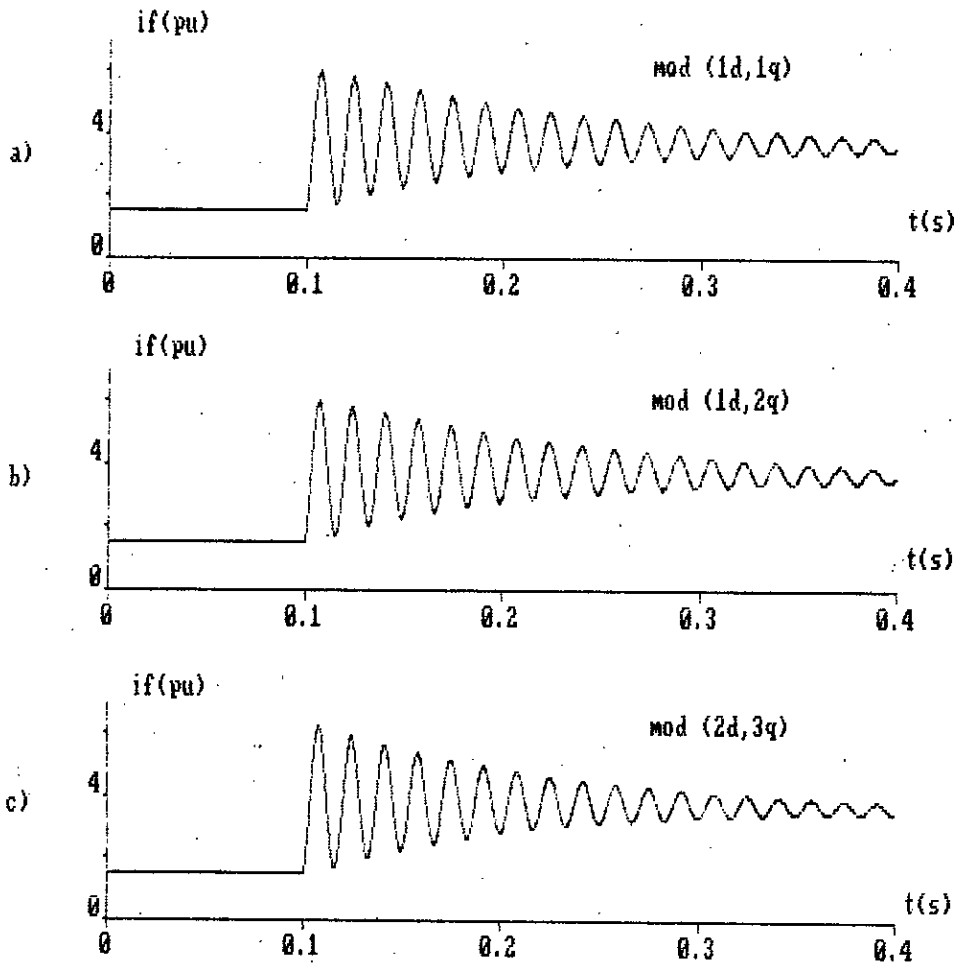 if(pu)
mod (1d,1q)
4
a)
t(s)
0
0 0.1 0.2 0.3 0.4
if(pu)
mod (1d,2q)
4
b)
t(s)
0
0 0.1 0.2 0.3 0.4
if(pu)
mod (2d,3q)
4
c)
t(s)
0
0 0.1 0.2 0.3 0.4